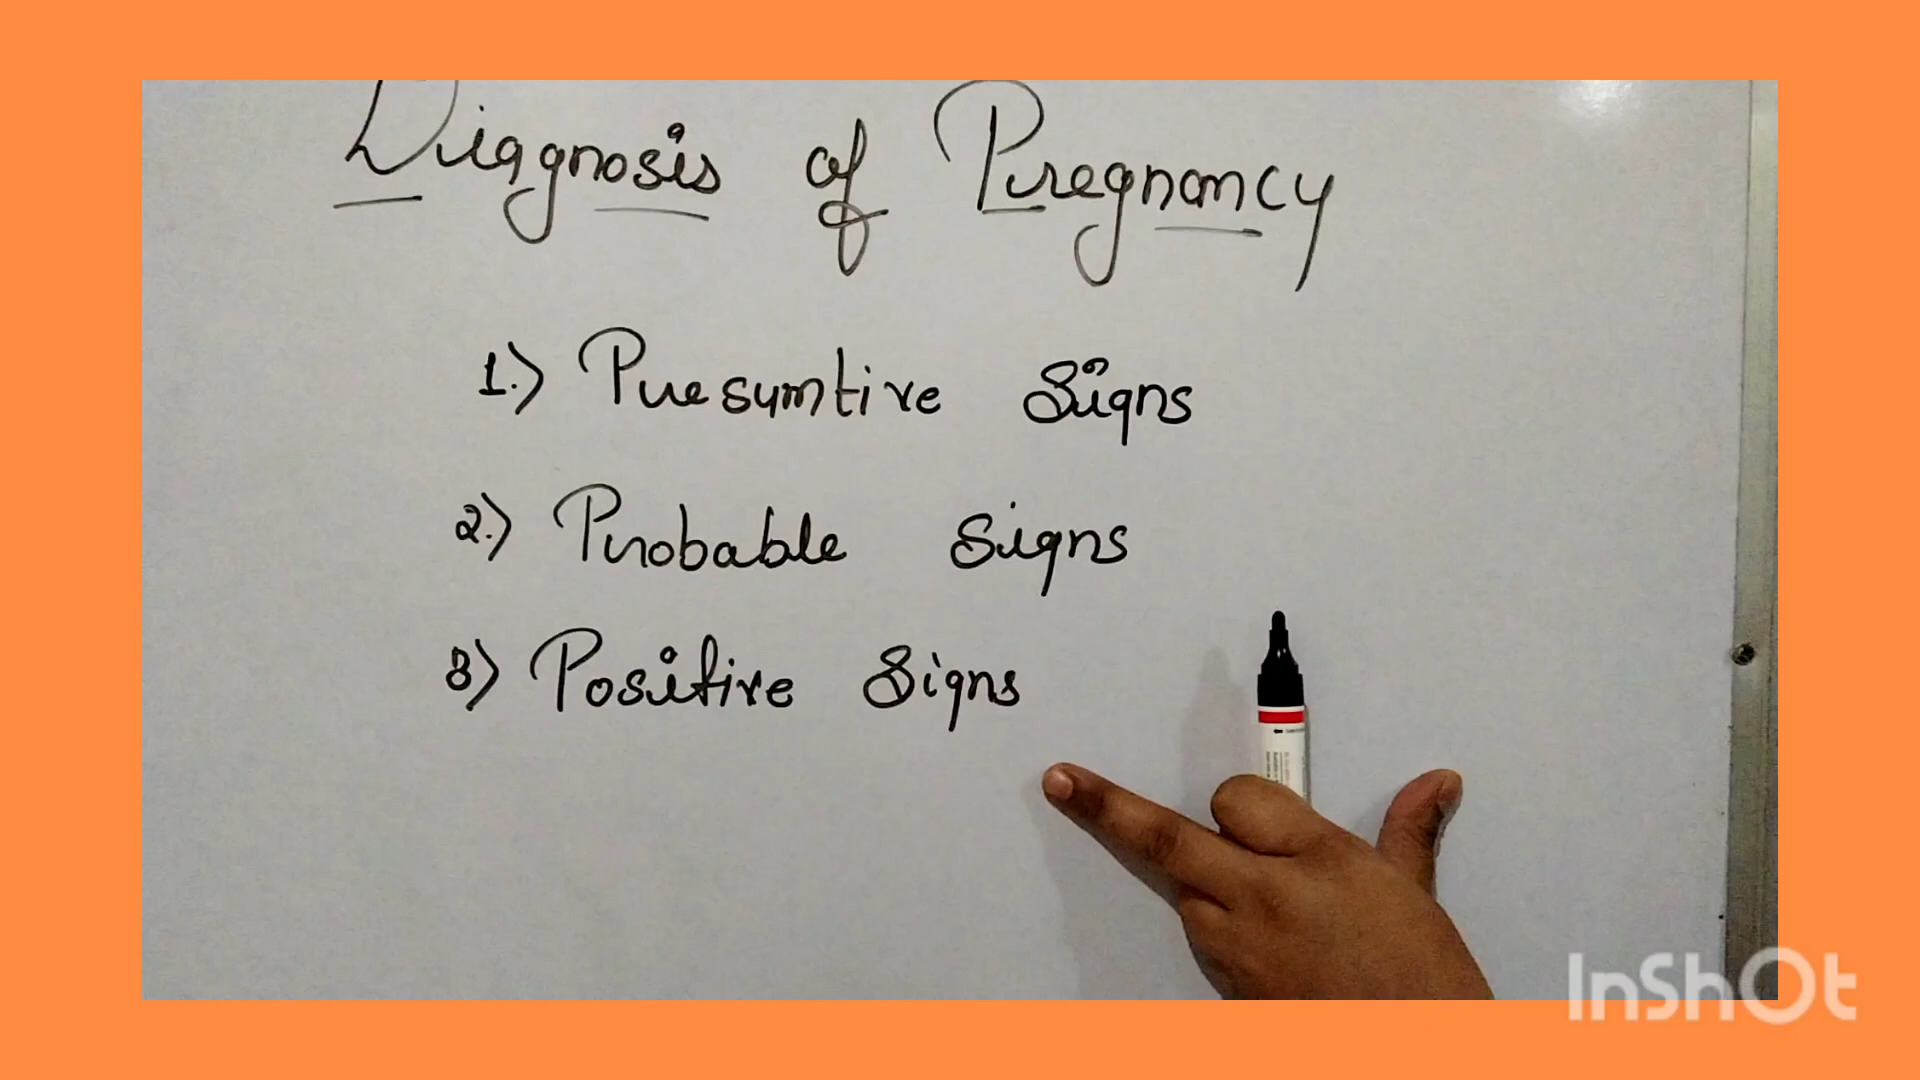 Diagnosis of Pregnancy
1.) Presumtive Signs
2.) Probable Signs
3) Positive Signs
InShOt